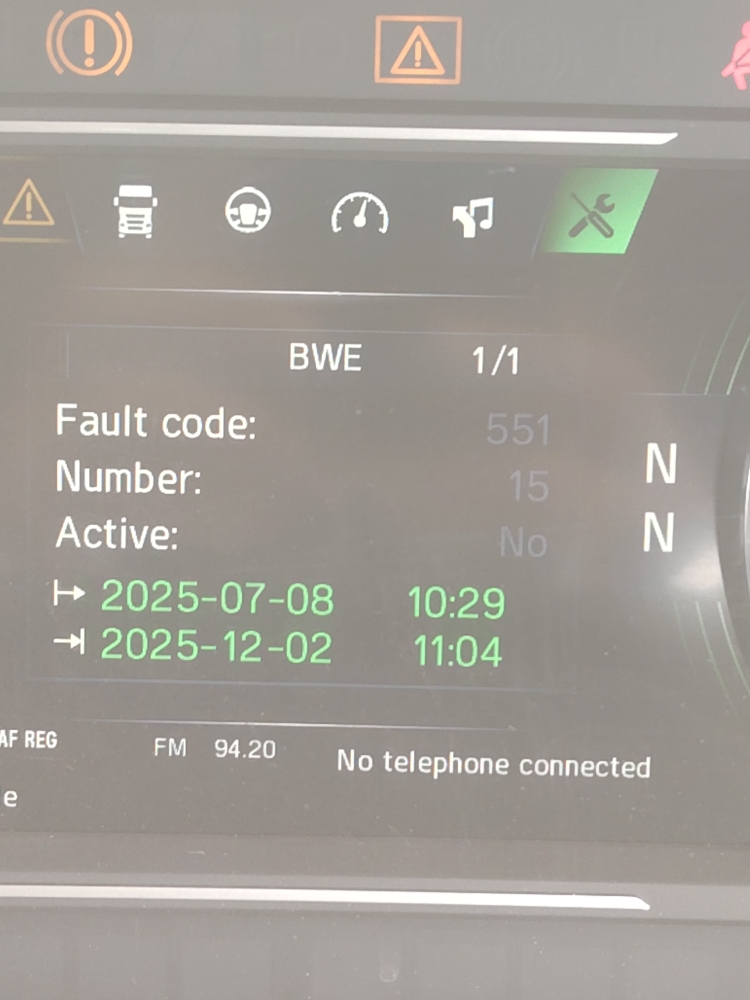 BWE 1/1
Fault code: 551
Number: 15
Active: No
N
N
2025-07-08 10:29
2025-12-02 11:04
AF REG
FM 94.20 No telephone connected
e